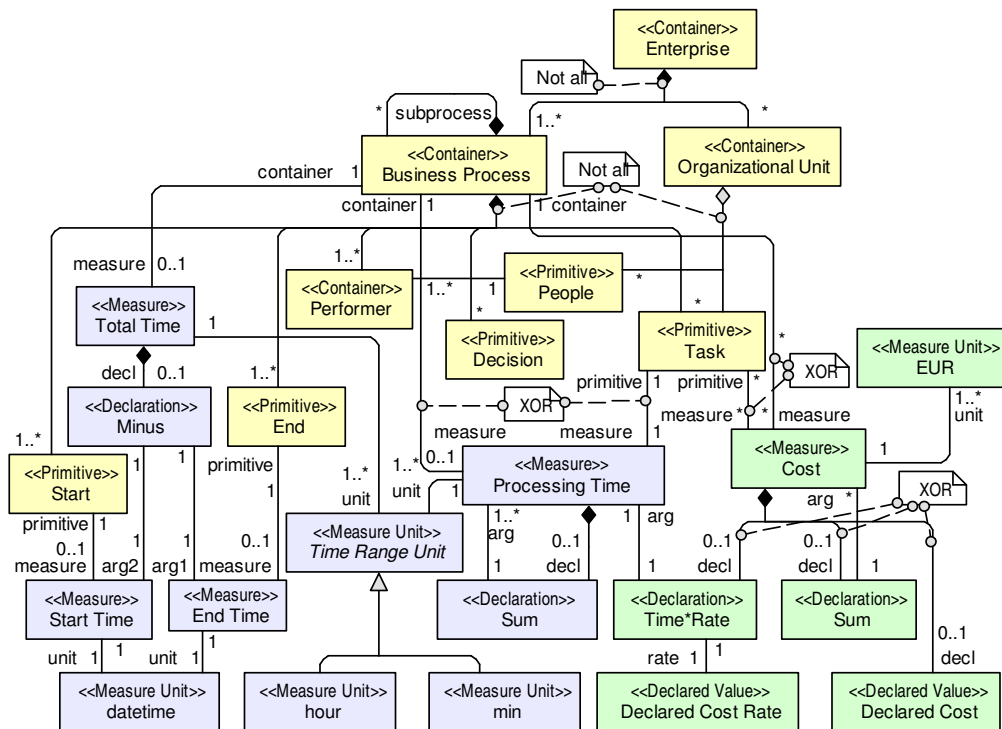 <<Container>>
Enterprise
Not all
* subprocess
1..* *
<<Container>>
Business Process
<<Container>>
Organizational Unit
Not all
container 1
container 1
1 container
measure 0..1
1..*
<<Container>>
Performer
1..* 1
<<Primitive>>
People
*
*
*
*
<<Measure>>
Total Time
1
<<Primitive>>
Decision
<<Primitive>>
Task
*
XOR
<<Measure Unit>>
EUR
decl 0..1
1..*
<<Declaration>>
Minus
<<Primitive>>
End
primitive 1
primitive *
XOR
measure * *
measure
1..*
unit
measure
measure 1
1..*
<<Primitive>>
Start
1
1
primitive
1
1..*
unit
1..*
unit
0..1
1
<<Measure>>
Processing Time
<<Measure>>
Cost
1
primitive 1
0..1
measure
arg2
1
arg1
1
measure
0..1
<<Measure Unit>>
Time Range Unit
1..*
arg
0..1
decl
1 arg
arg *
XOR
0..1
decl
0..1
decl
<<Measure>>
Start Time
<<Measure>>
End Time
1
<<Declaration>>
Sum
1
<<Declaration>>
Time*Rate
1
<<Declaration>>
Sum
unit 1 1
unit 1 1
rate 1 1
0..1
decl
<<Measure Unit>>
datetime
<<Measure Unit>>
hour
<<Measure Unit>>
min
<<Declared Value>>
Declared Cost Rate
<<Declared Value>>
Declared Cost